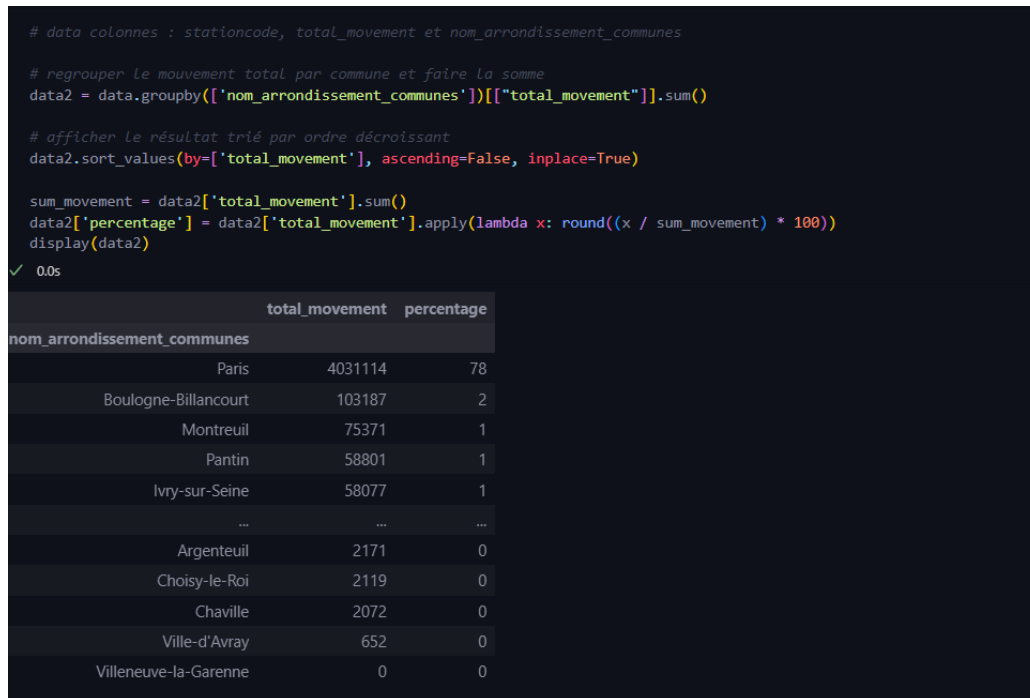 # data colonnes : stationcode, total_movement et nom_arrondissement_communes
# regrouper le mouvement total par commune et faire la somme
data2 = data.groupby(['nom_arrondissement_communes'])[["total_movement"]].sum()
# afficher le résultat trié par ordre décroissant
data2.sort_values(by=['total_movement'], ascending=False, inplace=True)
sum_movement = data2['total_movement'].sum()
data2['percentage'] = data2['total_movement'].apply(lambda x: round((x / sum_movement) * 100))
display(data2)
✓ 0.0s
total_movement percentage
nom_arrondissement_communes
Paris 4031114 78
Boulogne-Billancourt 103187 2
Montreuil 75371 1
Pantin 58801 1
Ivry-sur-Seine 58077 1
... ... ...
Argenteuil 2171 0
Choisy-le-Roi 2119 0
Chaville 2072 0
Ville-d'Avray 652 0
Villeneuve-la-Garenne 0 0